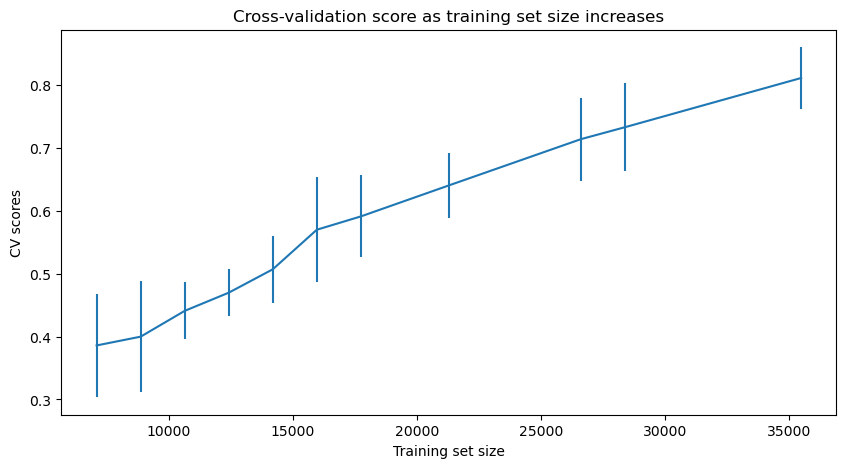 Cross-validation score as training set size increases
CV scores
0.8
0.7
0.6
0.5
0.4
0.3
10000 15000 20000 25000 30000 35000
Training set size